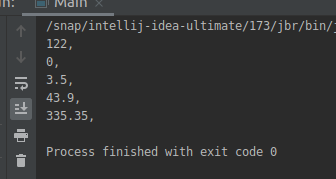 Main ×
/snap/intellij-idea-ultimate/173/jbr/bin/
122,
0,
3.5,
43.9,
335.35,
Process finished with exit code 0